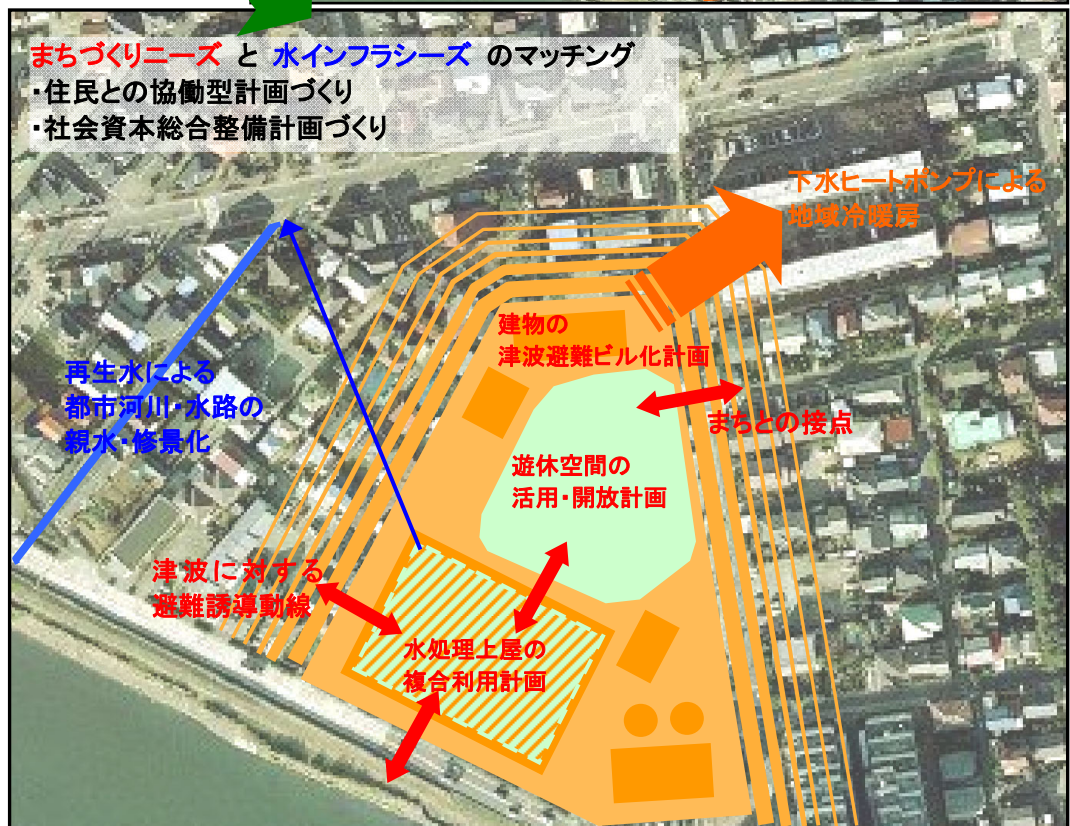 まちづくりニーズ と 水インフラシーズ のマッチング
・住民との協働型計画づくり
・社会資本総合整備計画づくり
下水ヒートポンプによる
地域冷暖房
建物の
津波避難ビル化計画
再生水による
都市河川・水路の
親水・修景化
まちとの接点
遊休空間の
活用・開放計画
津波に対する
避難誘導動線
水処理上屋の
複合利用計画